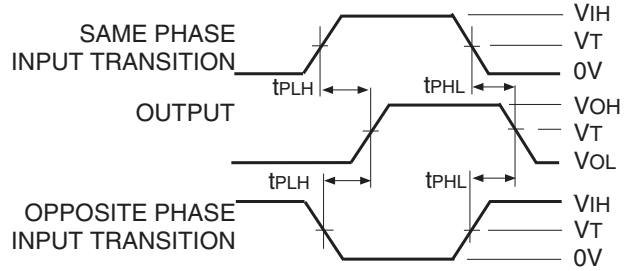 VIH
SAME PHASE
INPUT TRANSITION
VT
0V
tPLH
tPHL
OUTPUT
VOH
VT
VOL
tPLH
tPHL
OPPOSITE PHASE
INPUT TRANSITION
VIH
VT
0V